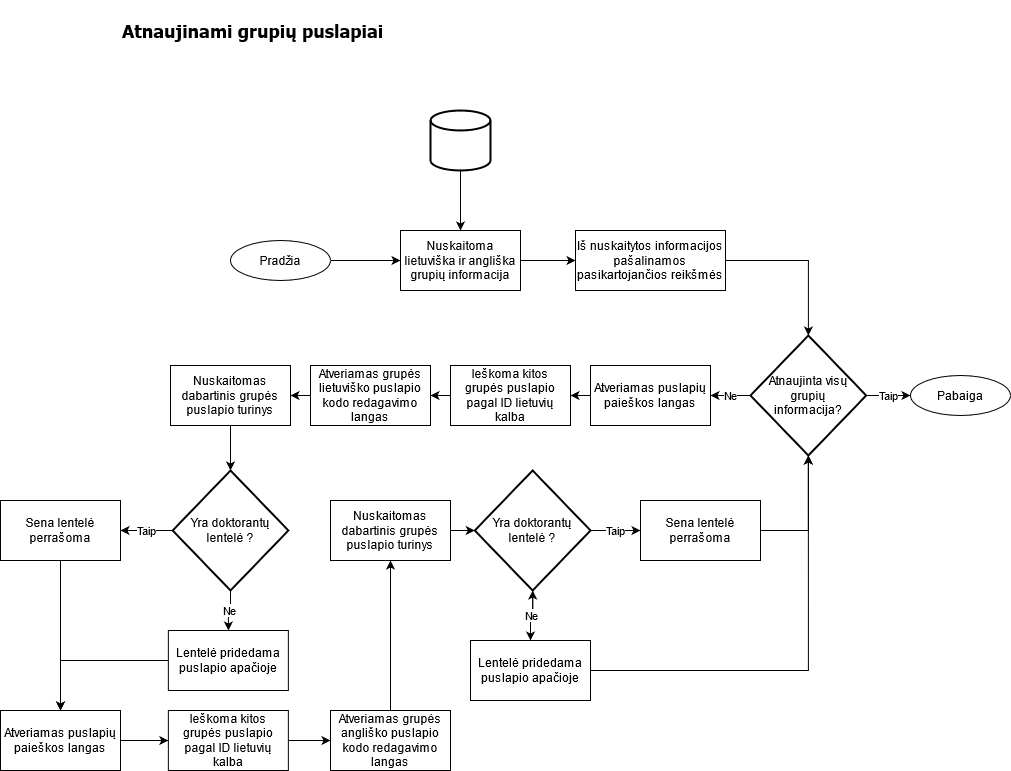 Atnaujinami grupių puslapiai
Pradžia
Nuskaitoma
lietuviška ir angliška
grupių informacija
Iš nuskaitytos informacijos
pašalinamos
pasikartojančios reikšmės
Atnaujinta visų
grupių
informacija?
Taip
Pabaiga
Ne
Atveriamas puslapių
paieškos langas
Ieškoma kitos
grupės puslapio
pagal ID lietuvių
kalba
Atveriamas grupės
lietuviško puslapio
kodo redagavimo
langas
Nuskaitomas
dabartinis grupės
puslapio turinys
Yra doktorantų
lentelė ?
Taip
Sena lentelė
perrašoma
Ne
Lentelė pridedama
puslapio apačioje
Atveriamas puslapių
paieškos langas
Ieškoma kitos
grupės puslapio
pagal ID lietuvių
kalba
Atveriamas grupės
angliško puslapio
kodo redagavimo
langas
Nuskaitomas
dabartinis grupės
puslapio turinys
Yra doktorantų
lentelė ?
Taip
Sena lentelė
perrašoma
Ne
Lentelė pridedama
puslapio apačioje